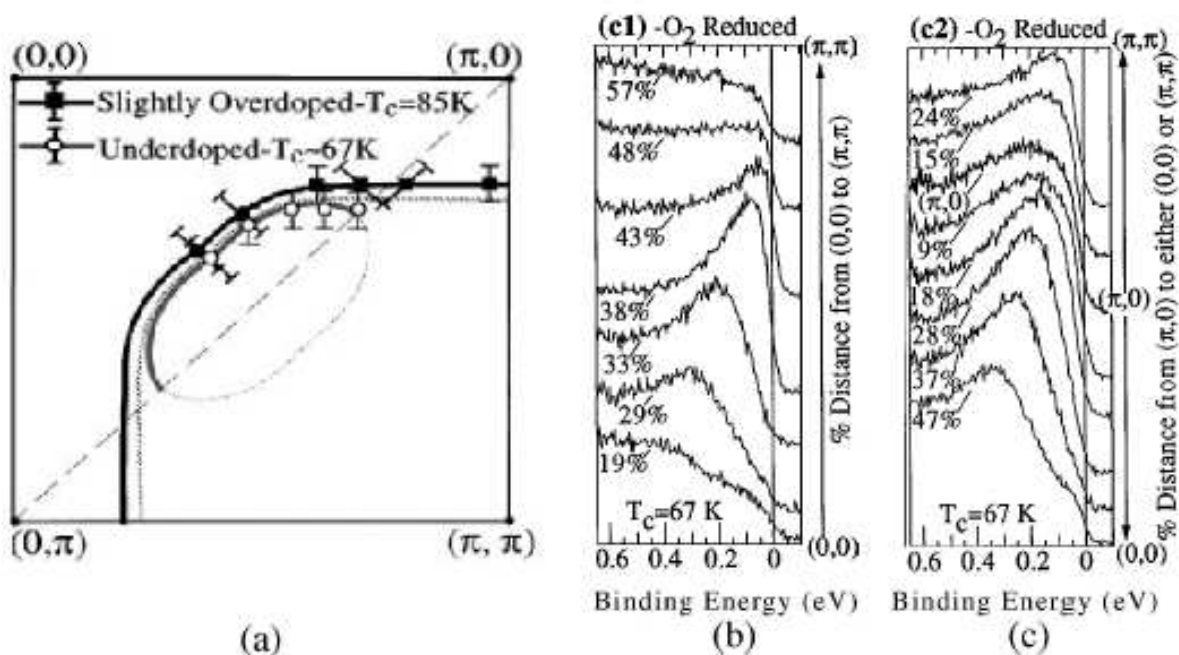 (0,0)
(π,0)
Slightly Overdoped-Tc=85K
Underdoped-Tc~67K
(0,π)
(π, π)
(a)
(c1) -O2 Reduced
(π,π)
57%
48%
43%
38%
33%
29%
19%
Tc=67 K
(0,0)
0.6 0.4 0.2 0
Binding Energy (eV)
% Distance from (0,0) to (π,π)
(b)
(c2) -O2 Reduced
(π,π)
24%
15%
(π,0)
9%
18%
28%
37%
47%
(π,0)
Tc=67 K
(0,0)
0.6 0.4 0.2 0
Binding Energy (eV)
% Distance from (π,0) to either (0,0) or (π,π)
(c)